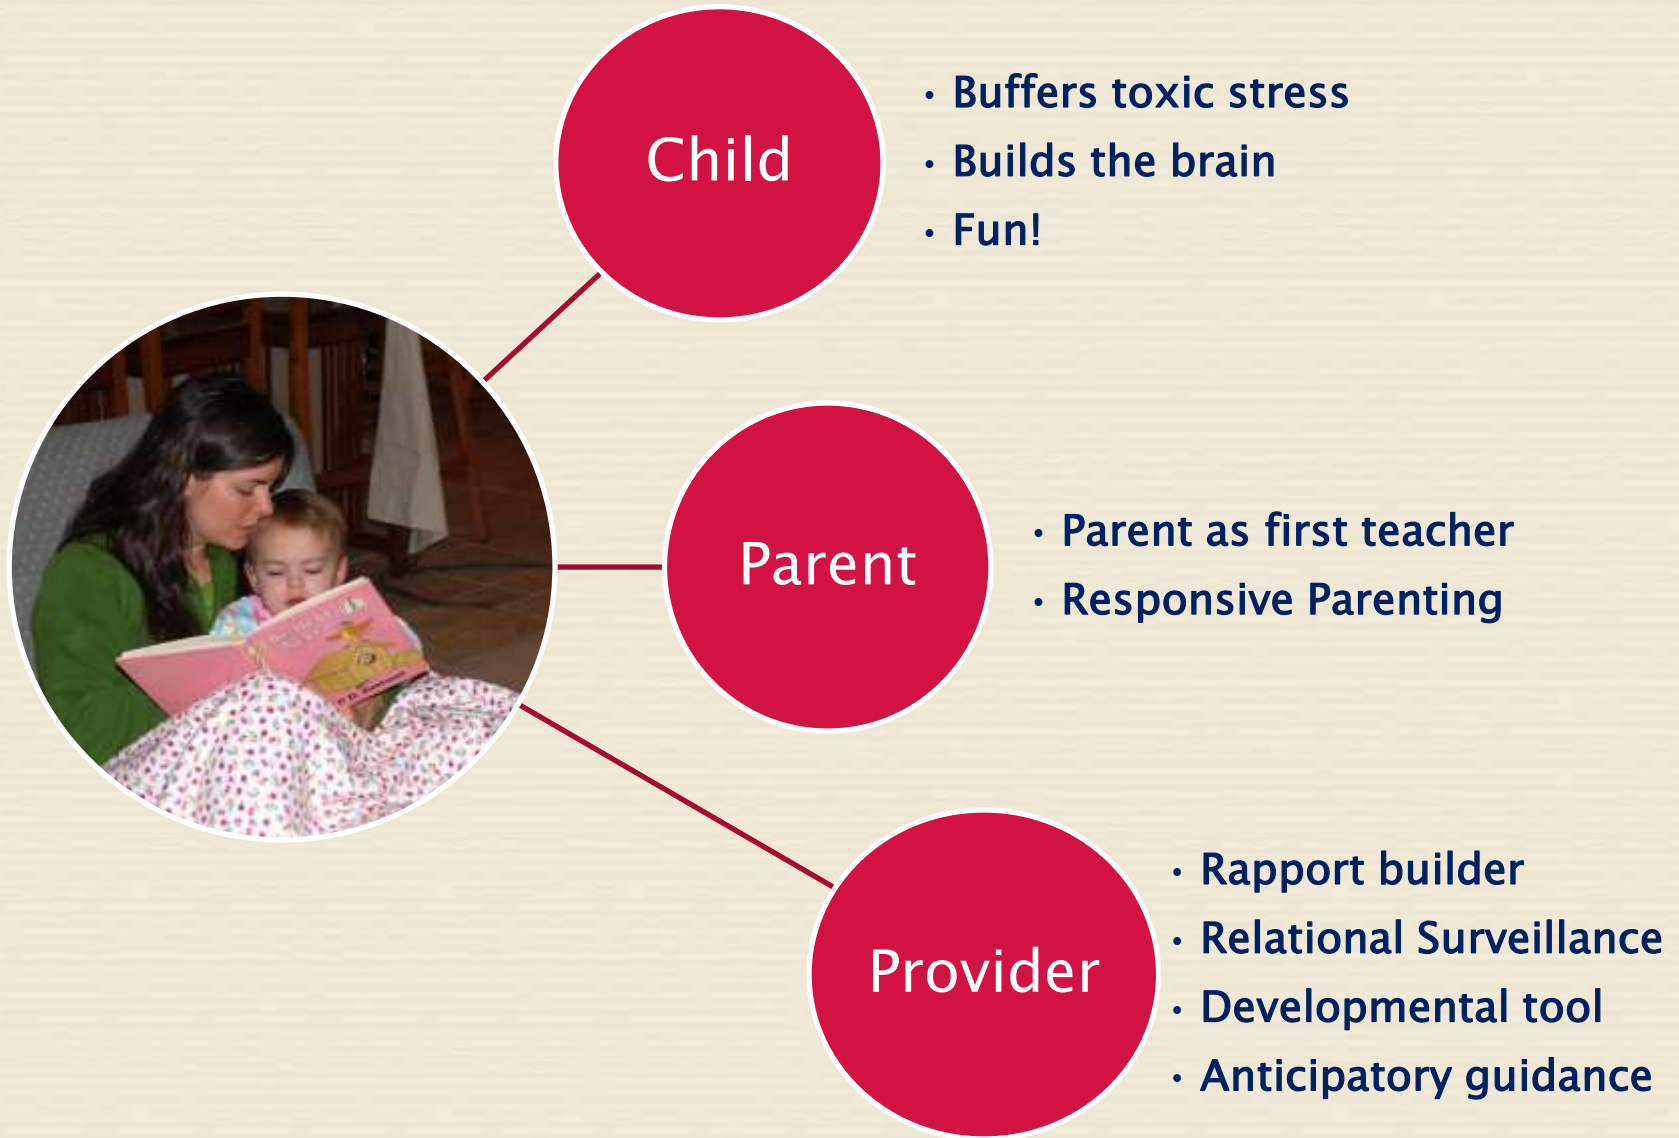 Child
• Buffers toxic stress
• Builds the brain
• Fun!
Parent
• Parent as first teacher
• Responsive Parenting
Provider
• Rapport builder
• Relational Surveillance
• Developmental tool
• Anticipatory guidance